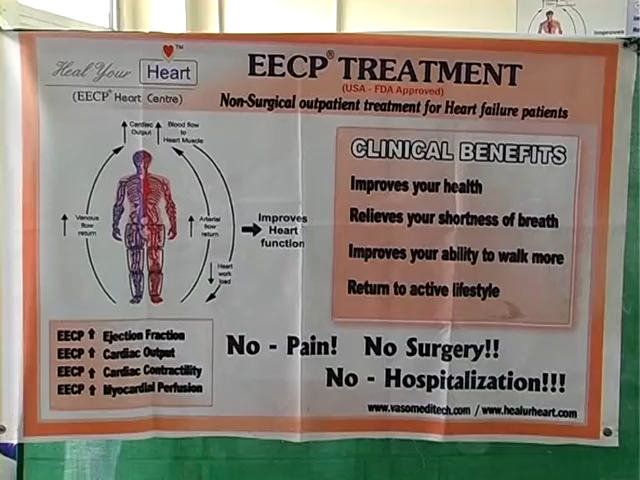 Heal Your Heart™
(EECP® Heart Centre)
EECP® TREATMENT
(USA - FDA Approved)
Non-Surgical outpatient treatment for Heart failure patients
Cardiac
Output
Blood flow
to
Heart Muscle
Venous
flow
return
Arterial
flow
return
Heart
work
load
Improves
Heart
function
CLINICAL BENEFITS
Improves your health
Relieves your shortness of breath
Improves your ability to walk more
Return to active lifestyle
EECP ↑ Ejection Fraction
EECP ↑ Cardiac Output
EECP ↑ Cardiac Contractility
EECP ↑ Myocardial Perfusion
No - Pain! No Surgery!!
No - Hospitalization!!!
www.vasomeditech.com / www.healurheart.com